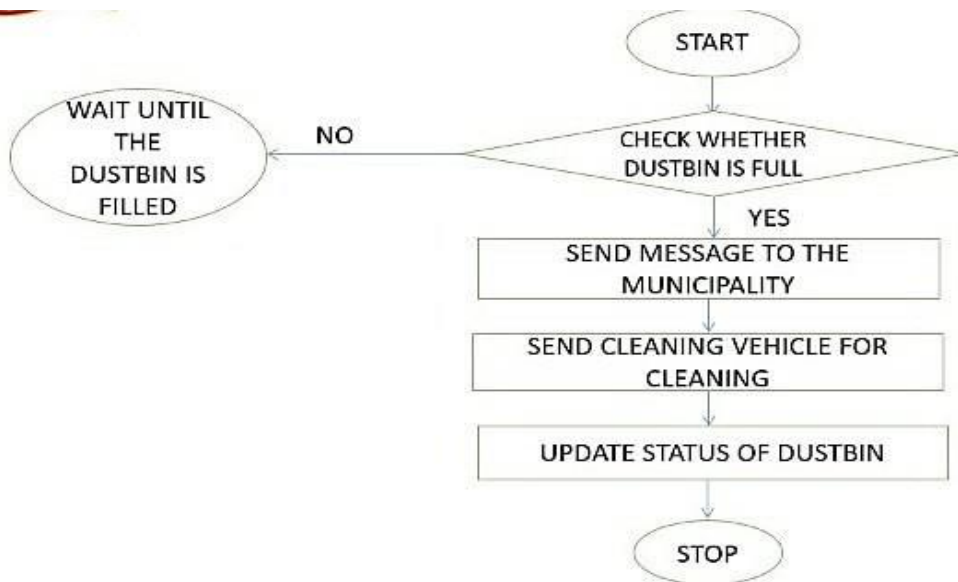 START
CHECK WHETHER
DUSTBIN IS FULL
NO
WAIT UNTIL
THE
DUSTBIN IS
FILLED
YES
SEND MESSAGE TO THE
MUNICIPALITY
SEND CLEANING VEHICLE FOR
CLEANING
UPDATE STATUS OF DUSTBIN
STOP